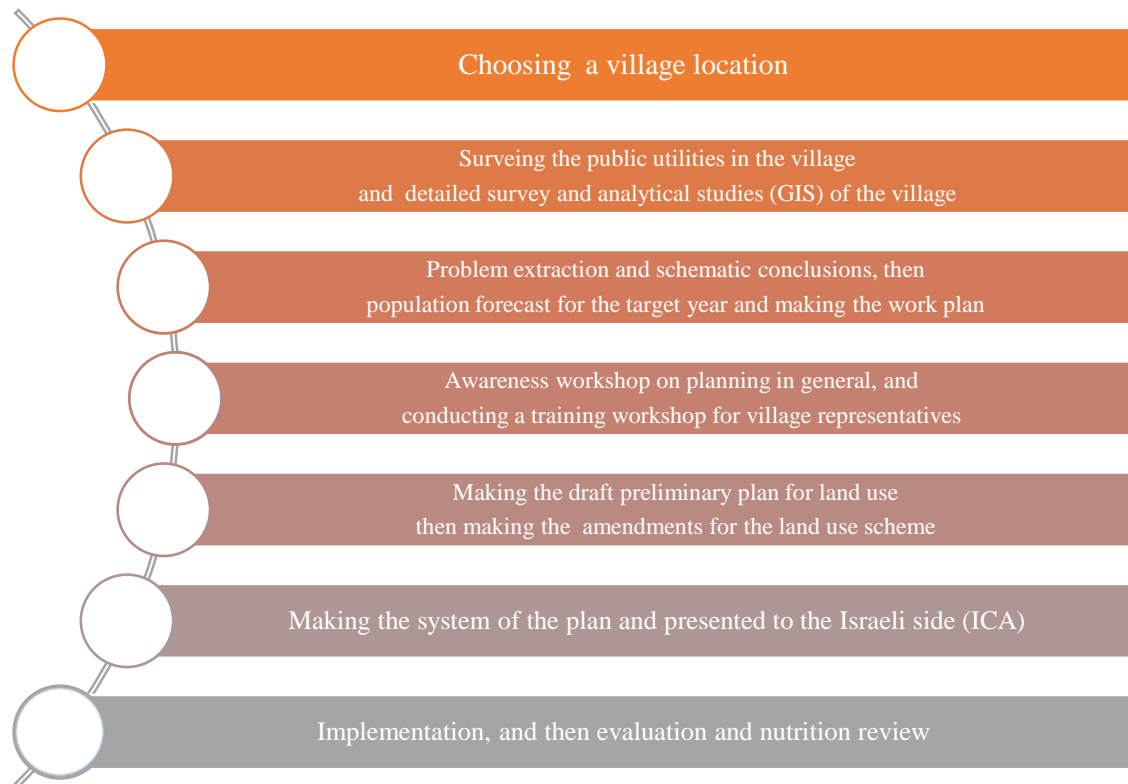 Choosing a village location
Surveing the public utilities in the village
and detailed survey and analytical studies (GIS) of the village
Problem extraction and schematic conclusions, then
population forecast for the target year and making the work plan
Awareness workshop on planning in general, and
conducting a training workshop for village representatives
Making the draft preliminary plan for land use
then making the amendments for the land use scheme
Making the system of the plan and presented to the Israeli side (ICA)
Implementation, and then evaluation and nutrition review